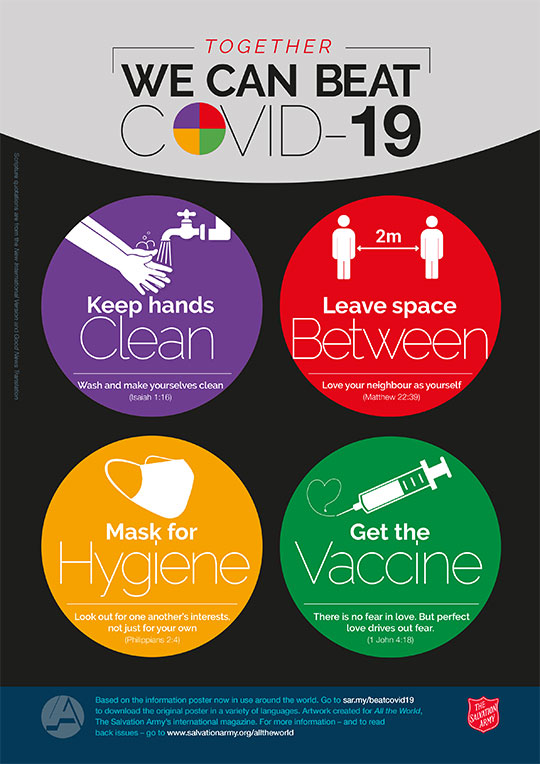 TOGETHER
WE CAN BEAT
COVID-19
Scripture quotations are from the New International Version and Good News Translation
2m
Keep hands
Clean
Wash and make yourselves clean
(Isaiah 1:16)
Leave space
Between
Love your neighbour as yourself
(Matthew 22:39)
Mask for
Hygiene
Look out for one another's interests,
not just for your own
(Philippians 2:4)
Get the
Vaccine
There is no fear in love. But perfect
love drives out fear.
(1 John 4:18)
Based on the information poster now in use around the world. Go to sar.my/beatcovid19
to download the original poster in a variety of languages. Artwork created for All the World,
The Salvation Army's international magazine. For more information – and to read
back issues – go to www.salvationarmy.org/alltheworld
THE
SALVATION
ARMY